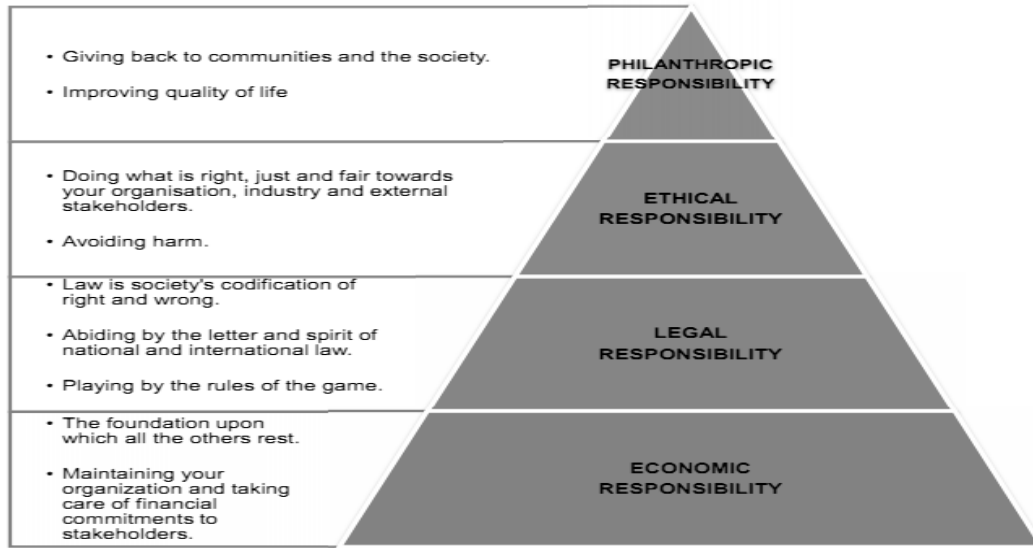 • Giving back to communities and the society.
• Improving quality of life
PHILANTHROPIC
RESPONSIBILITY
• Doing what is right, just and fair towards
your organisation, industry and external
stakeholders.
• Avoiding harm.
ETHICAL
RESPONSIBILITY
• Law is society's codification of
right and wrong.
• Abiding by the letter and spirit of
national and international law.
• Playing by the rules of the game.
LEGAL
RESPONSIBILITY
• The foundation upon
which all the others rest.
• Maintaining your
organization and taking
care of financial
commitments to
stakeholders.
ECONOMIC
RESPONSIBILITY